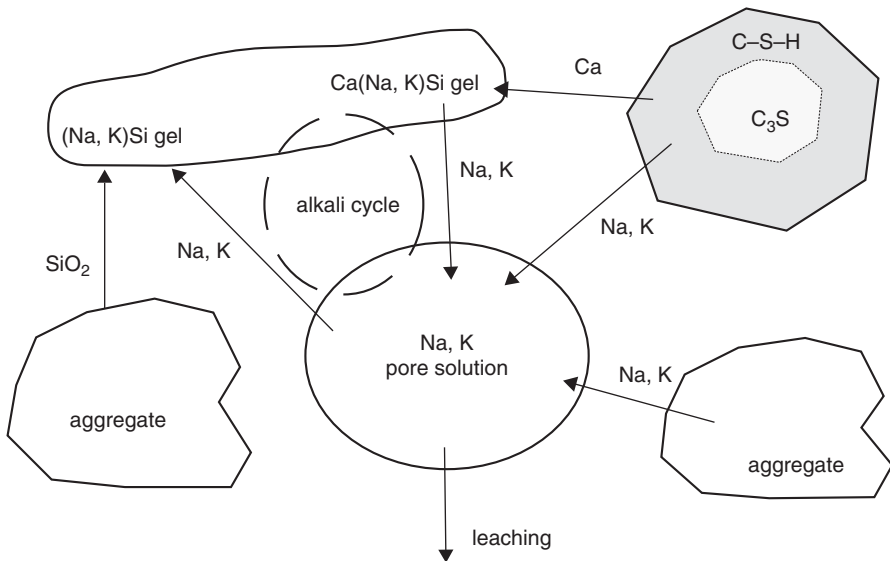 C–S–H
Ca
Ca(Na, K)Si gel
C₃S
(Na, K)Si gel
Na, K
alkali cycle
Na, K
Na, K
SiO₂
Na, K
pore solution
Na, K
aggregate
aggregate
leaching